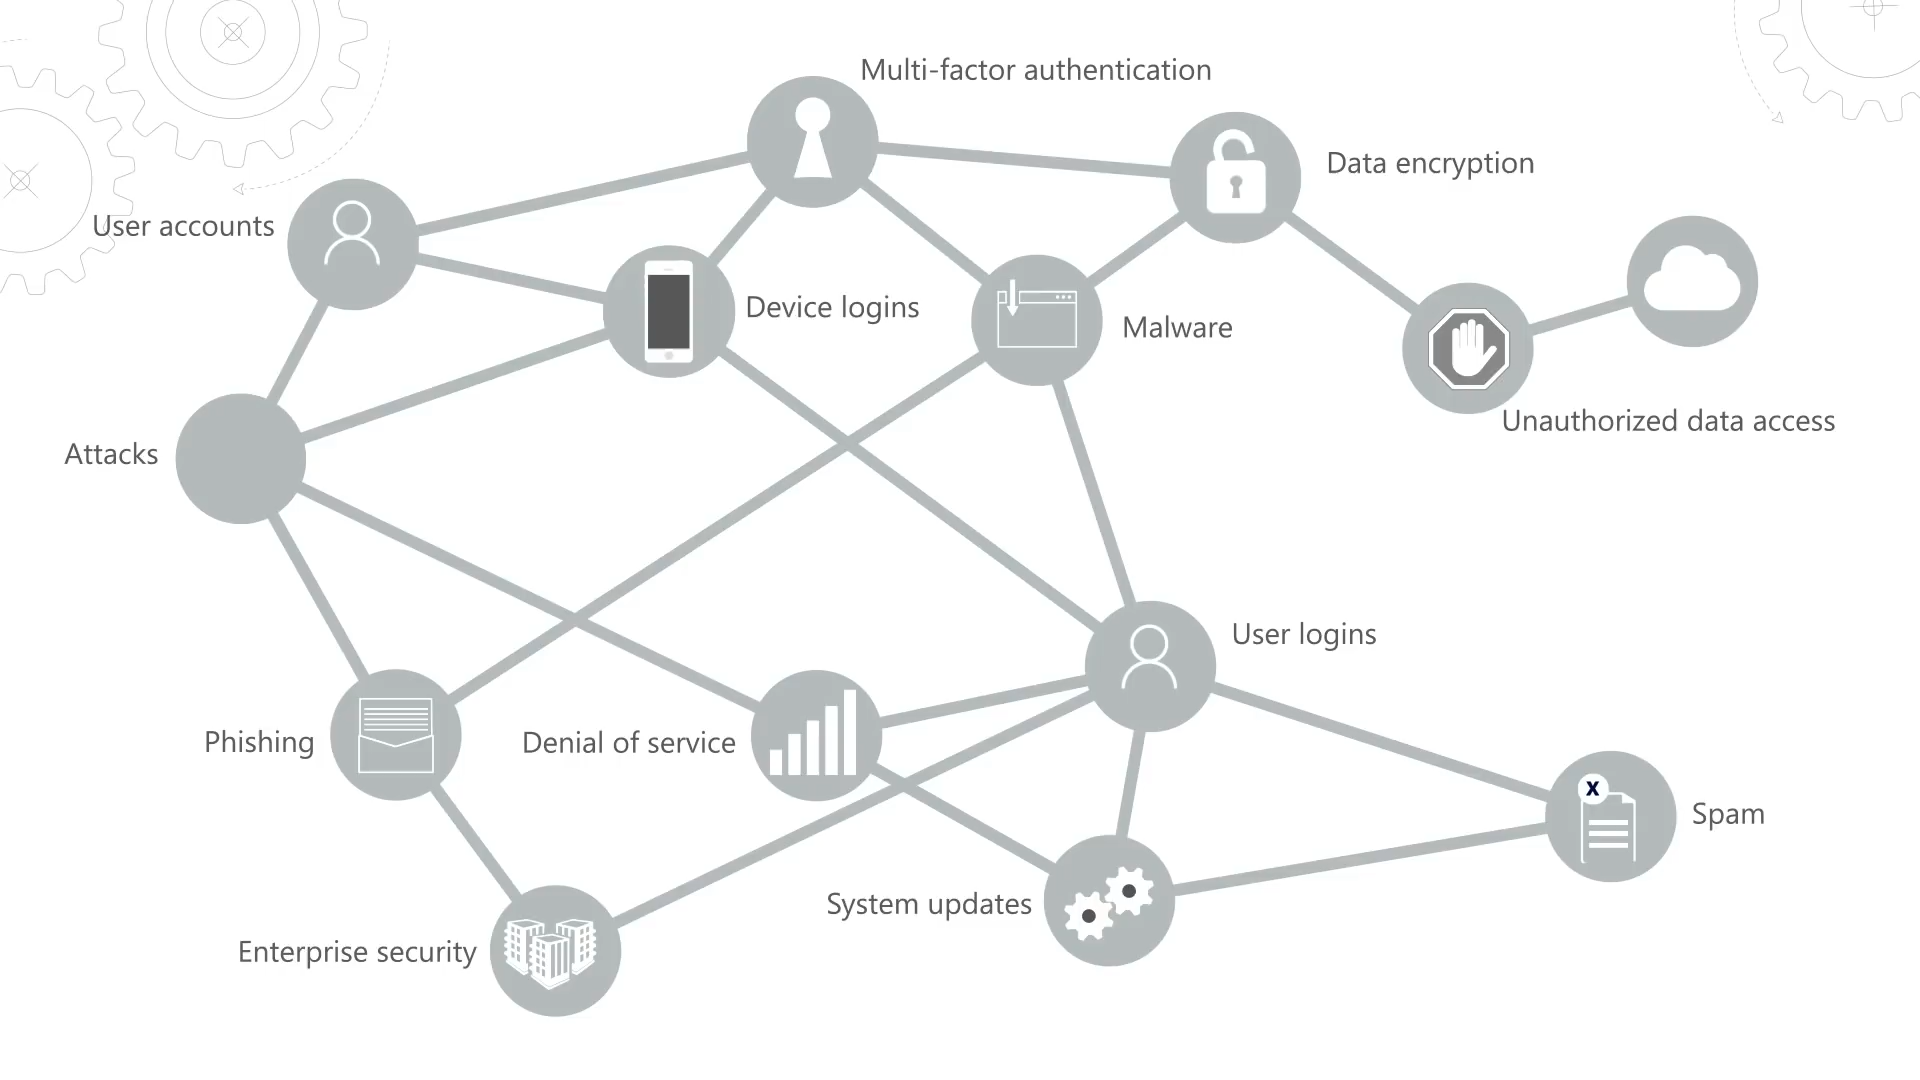 Multi-factor authentication
Data encryption
User accounts
Device logins
Malware
Unauthorized data access
Attacks
User logins
Phishing
Denial of service
X
Spam
System updates
Enterprise security